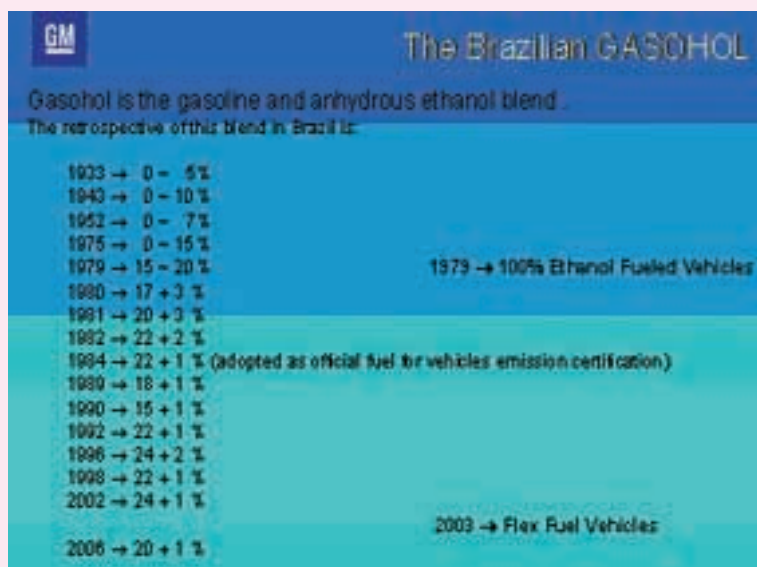 GM
The Brazilian GASOHOL
Gasohol is the gasoline and anhydrous ethanol blend .
The retrospective of this blend in Brazil is:
1933 → 0 – 5 %
1943 → 0 – 10 %
1952 → 0 – 7 %
1975 → 0 – 15 %
1979 → 15 – 20 %
1979 → 100% Ethanol Fueled Vehicles
1980 → 17 + 3 %
1981 → 20 + 3 %
1982 → 22 + 2 %
1984 → 22 + 1 % (adopted as official fuel for vehicles emission certification)
1989 → 18 + 1 %
1990 → 15 + 1 %
1992 → 22 + 1 %
1996 → 24 + 2 %
1998 → 22 + 1 %
2002 → 24 + 1 %
2003 → Flex Fuel Vehicles
2006 → 20 + 1 %